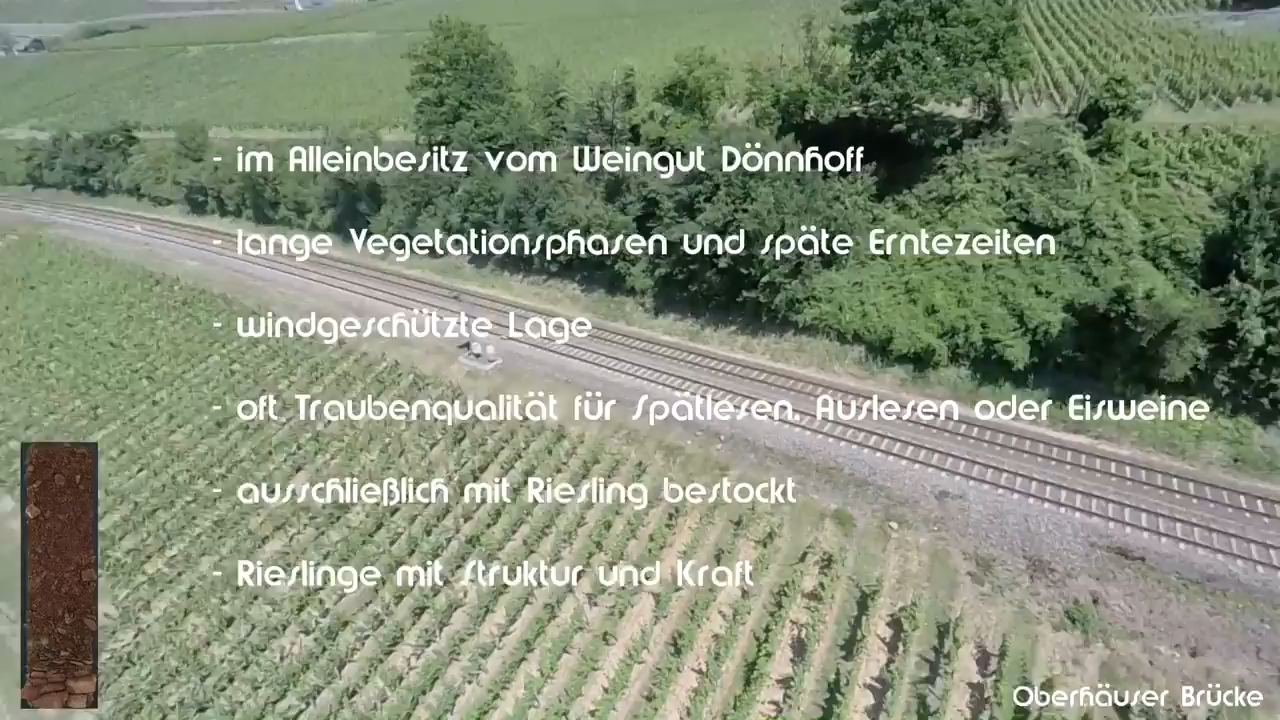 - im Alleinbesitz vom Weingut Dönnhoff
- lange Vegetationsphasen und späte Erntezeiten
- windgeschützte Lage
- oft Traubenqualität für Spätlesen, Auslesen oder Eisweine
- ausschließlich mit Riesling bestockt
- Rieslinge mit Struktur und Kraft
Oberhäuser Brücke